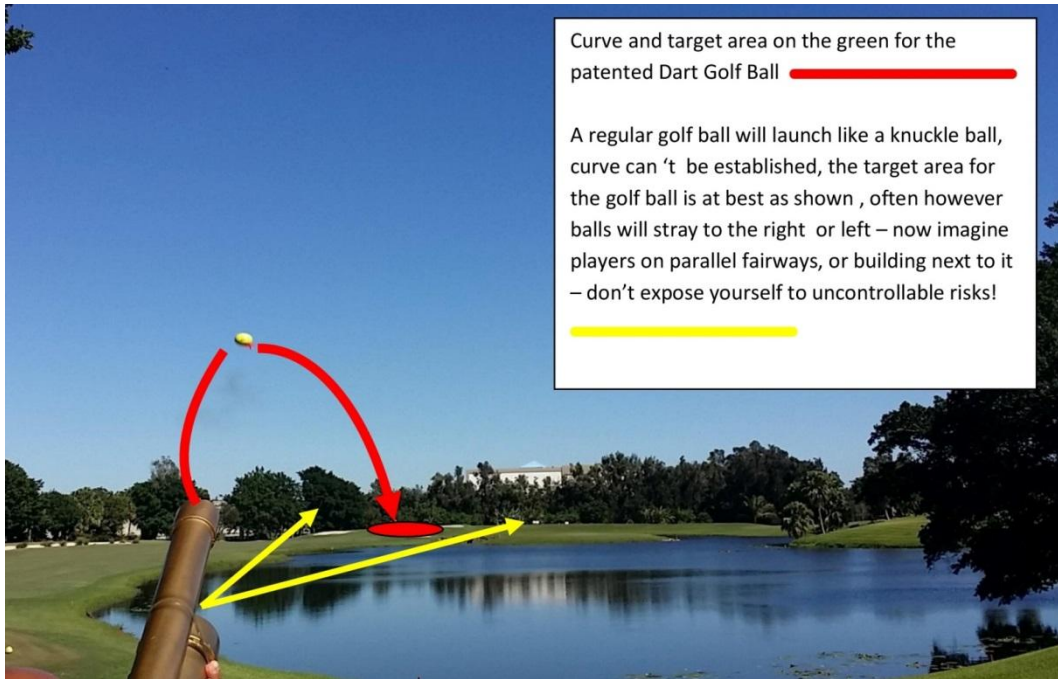 Curve and target area on the green for the
patented Dart Golf Ball
A regular golf ball will launch like a knuckle ball,
curve can ‘t  be established, the target area for
the golf ball is at best as shown , often however
balls will stray to the right  or left – now imagine
players on parallel fairways, or building next to it
– don’t expose yourself to uncontrollable risks!